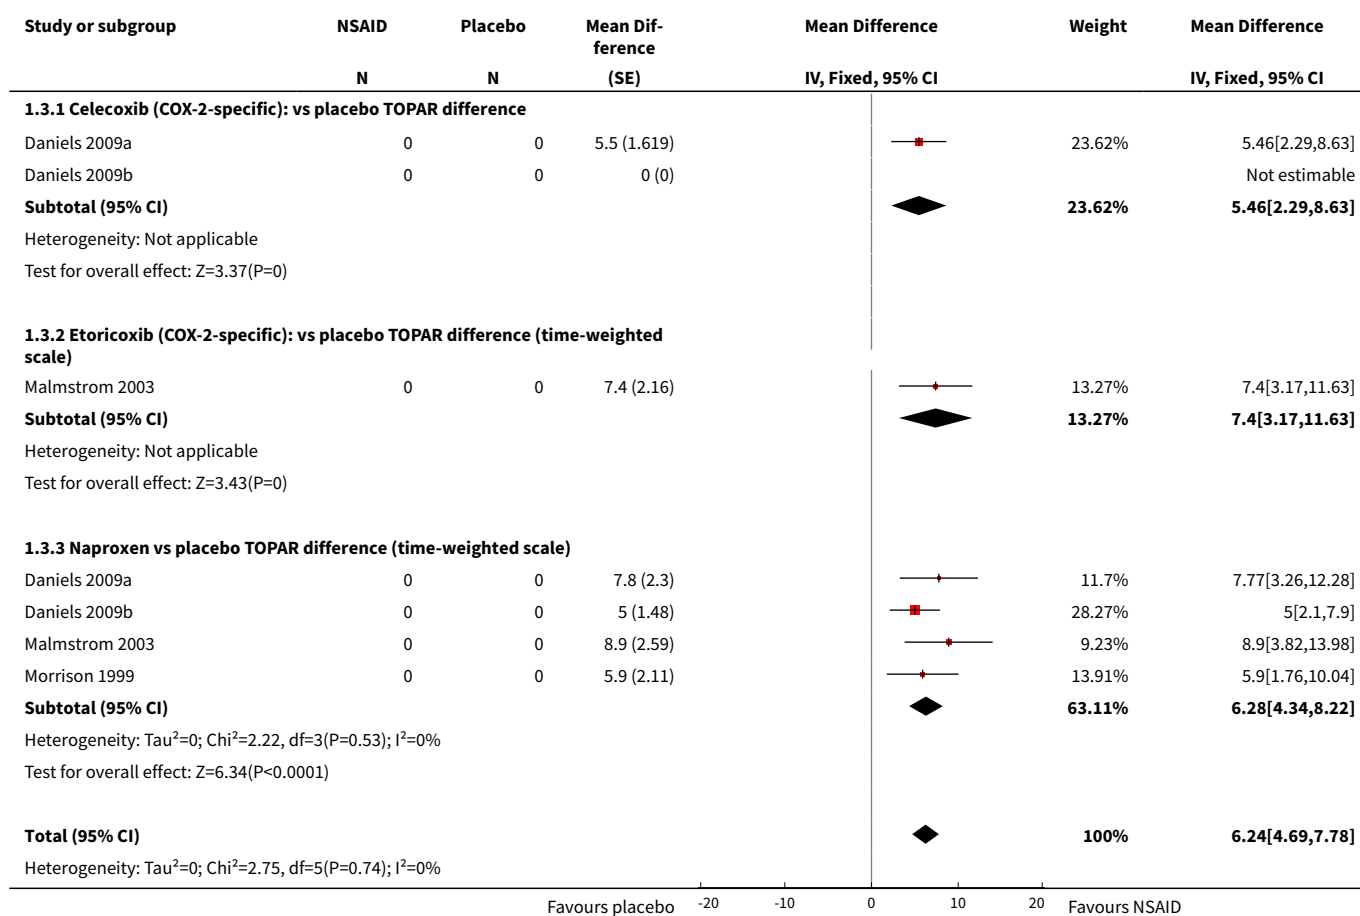 Study or subgroup NSAID Placebo Mean Dif- Mean Difference Weight Mean Difference
ference
N N (SE) IV, Fixed, 95% CI IV, Fixed, 95% CI
1.3.1 Celecoxib (COX-2-specific): vs placebo TOPAR difference
Daniels 2009a 0 0 5.5 (1.619) 23.62% 5.46[2.29,8.63]
Daniels 2009b 0 0 0 (0) Not estimable
Subtotal (95% CI) 23.62% 5.46[2.29,8.63]
Heterogeneity: Not applicable
Test for overall effect: Z=3.37(P=0)
1.3.2 Etoricoxib (COX-2-specific): vs placebo TOPAR difference (time-weighted
scale)
Malmstrom 2003 0 0 7.4 (2.16) 13.27% 7.4[3.17,11.63]
Subtotal (95% CI) 13.27% 7.4[3.17,11.63]
Heterogeneity: Not applicable
Test for overall effect: Z=3.43(P=0)
1.3.3 Naproxen vs placebo TOPAR difference (time-weighted scale)
Daniels 2009a 0 0 7.8 (2.3) 11.7% 7.77[3.26,12.28]
Daniels 2009b 0 0 5 (1.48) 28.27% 5[2.1,7.9]
Malmstrom 2003 0 0 8.9 (2.59) 9.23% 8.9[3.82,13.98]
Morrison 1999 0 0 5.9 (2.11) 13.91% 5.9[1.76,10.04]
Subtotal (95% CI) 63.11% 6.28[4.34,8.22]
Heterogeneity: Tau²=0; Chi²=2.22, df=3(P=0.53); I²=0%
Test for overall effect: Z=6.34(P<0.0001)
Total (95% CI) 100% 6.24[4.69,7.78]
Heterogeneity: Tau²=0; Chi²=2.75, df=5(P=0.74); I²=0%
Favours placebo -20 -10 0 10 20 Favours NSAID